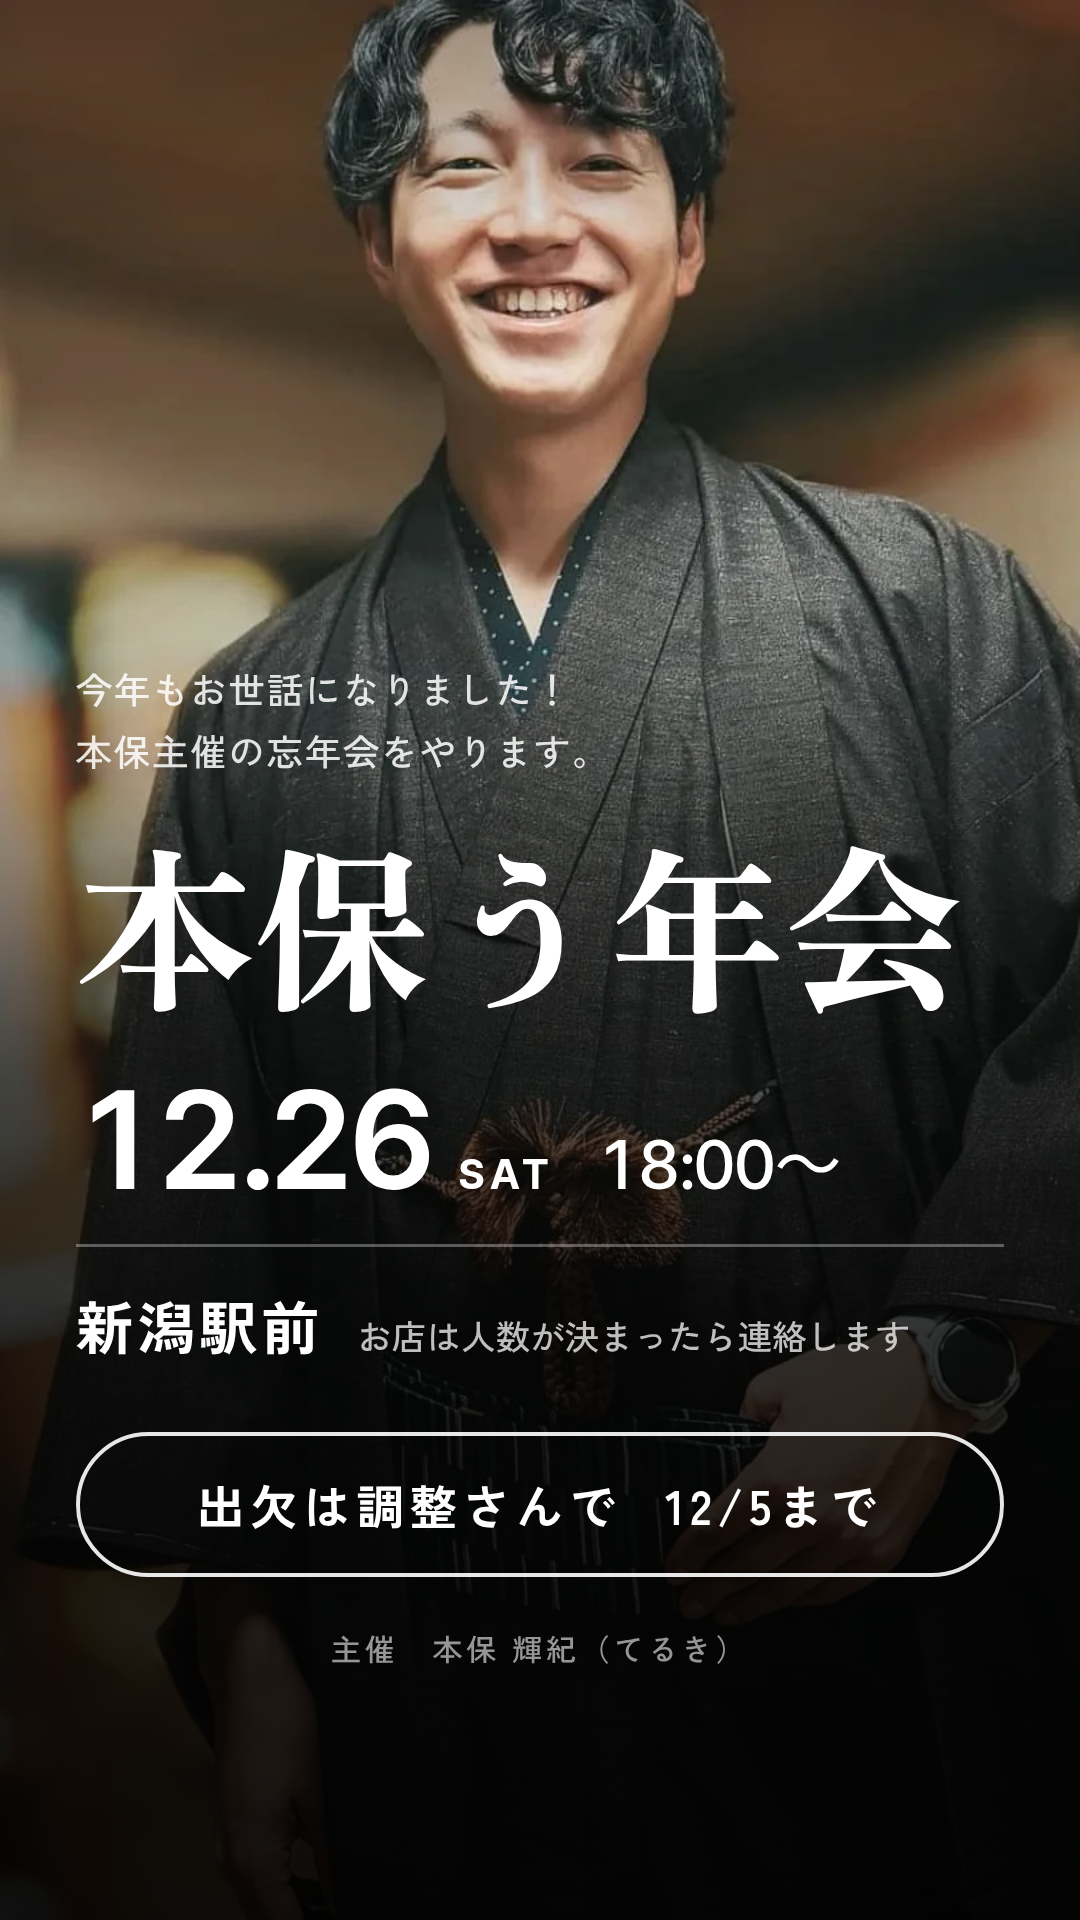 今年もお世話になりました！
本保主催の忘年会をやります。
本保う年会
12.26 SAT 18:00〜
新潟駅前 お店は人数が決まったら連絡します
出欠は調整さんで 12/5まで
主催 本保 輝紀（てるき）